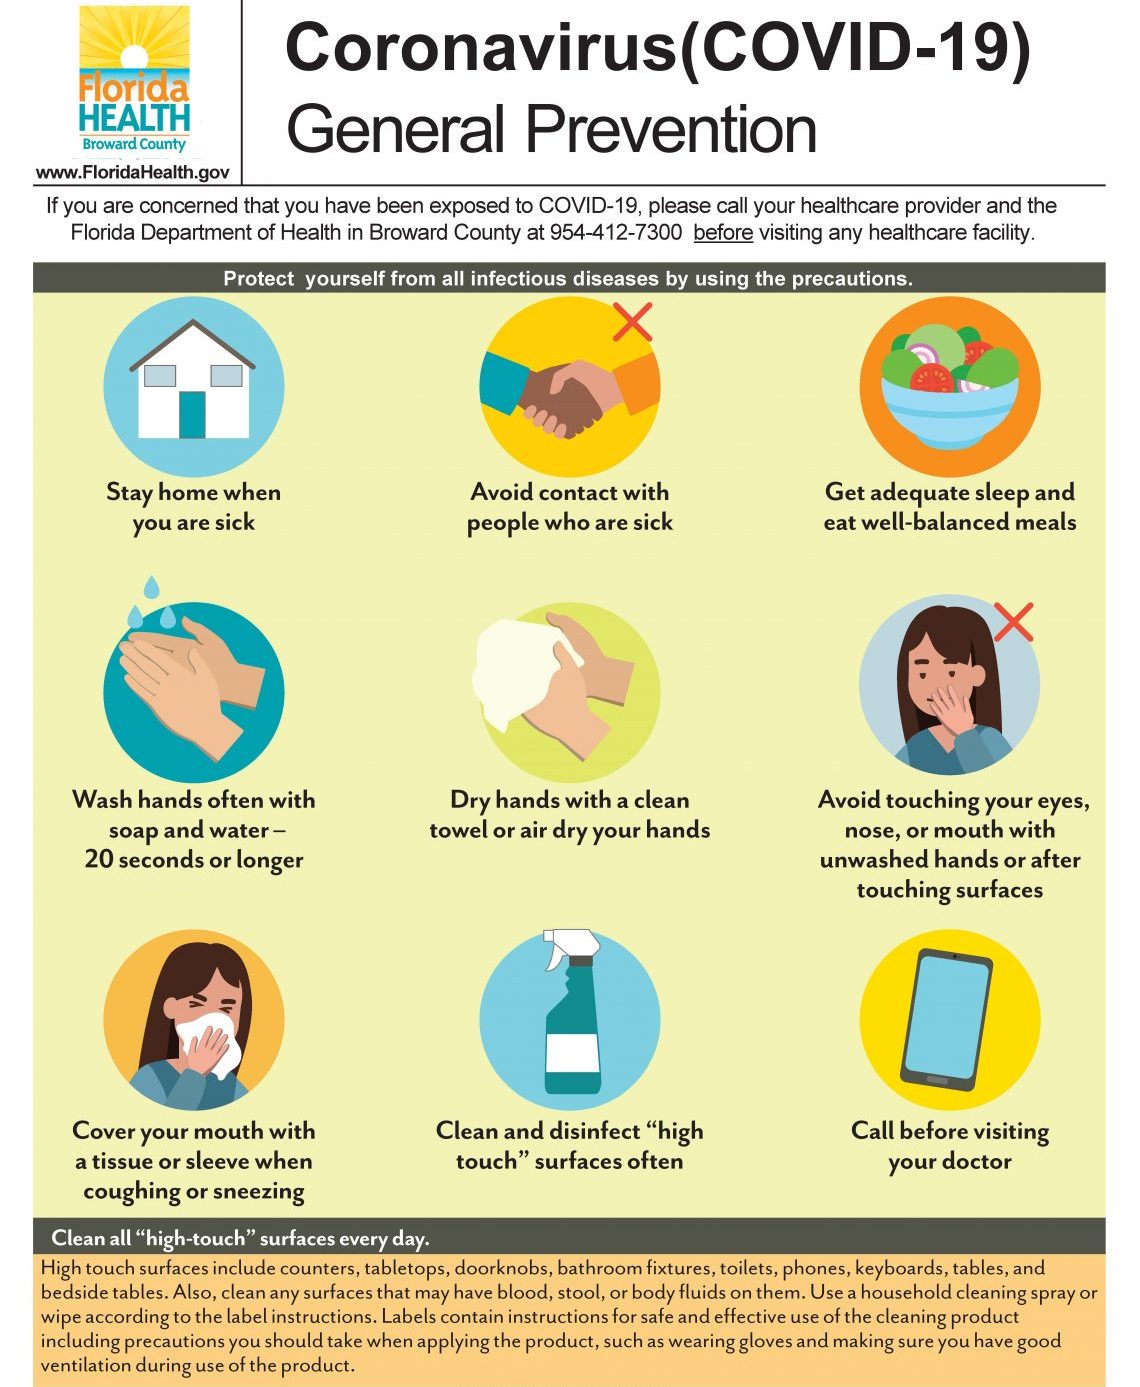 Florida
HEALTH
Broward County
www.FloridaHealth.gov
Coronavirus(COVID-19)
General Prevention
If you are concerned that you have been exposed to COVID-19, please call your healthcare provider and the
Florida Department of Health in Broward County at 954-412-7300 before visiting any healthcare facility.
Protect yourself from all infectious diseases by using the precautions.
Stay home when
you are sick
Avoid contact with
people who are sick
Get adequate sleep and
eat well-balanced meals
Wash hands often with
soap and water –
20 seconds or longer
Dry hands with a clean
towel or air dry your hands
Avoid touching your eyes,
nose, or mouth with
unwashed hands or after
touching surfaces
Cover your mouth with
a tissue or sleeve when
coughing or sneezing
Clean and disinfect “high
touch” surfaces often
Call before visiting
your doctor
Clean all “high-touch” surfaces every day.
High touch surfaces include counters, tabletops, doorknobs, bathroom fixtures, toilets, phones, keyboards, tables, and
bedside tables. Also, clean any surfaces that may have blood, stool, or body fluids on them. Use a household cleaning spray or
wipe according to the label instructions. Labels contain instructions for safe and effective use of the cleaning product
including precautions you should take when applying the product, such as wearing gloves and making sure you have good
ventilation during use of the product.